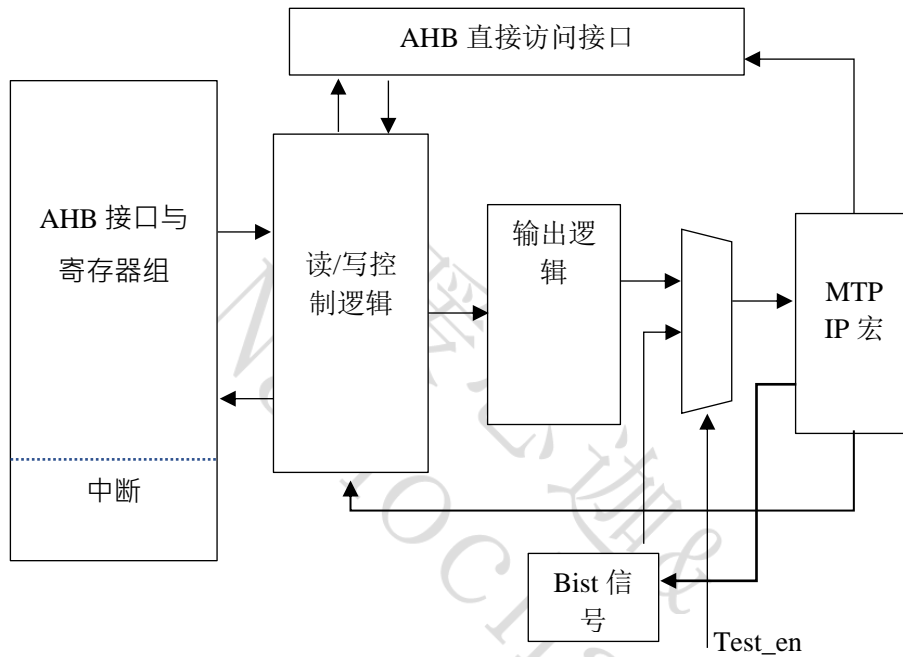 AHB 直接访问接口
AHB 接口与
寄存器组
中断
读/写控
制逻辑
输出逻
辑
MTP
IP 宏
Bist 信
号
Test_en